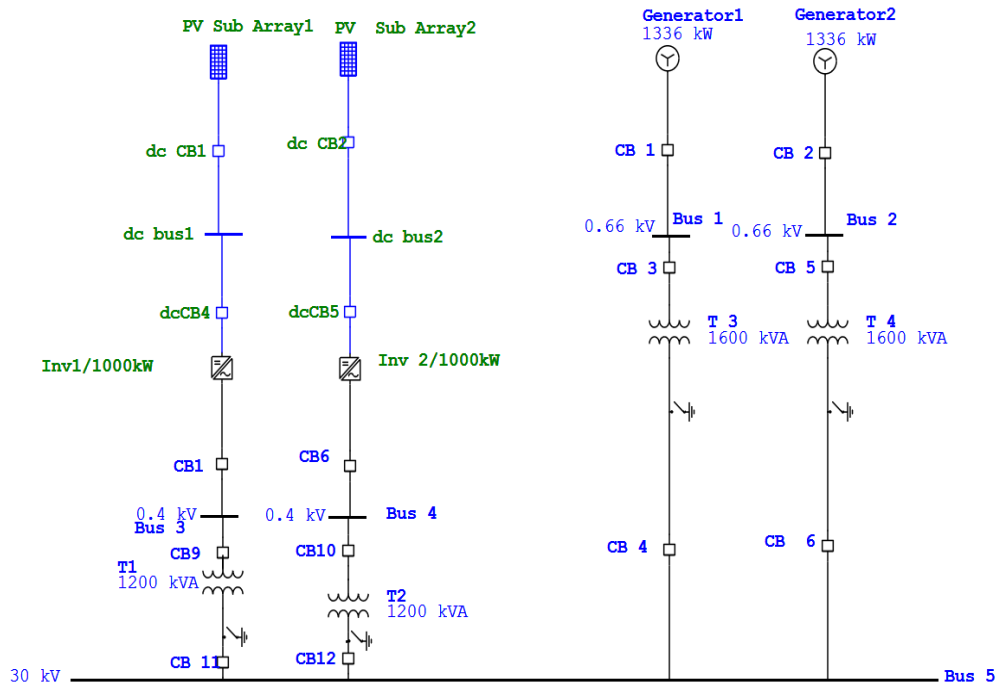 PV Sub Array1
PV Sub Array2
Generator1
1336 kW
Generator2
1336 kW
dc CB1
dc CB2
CB 1
CB 2
dc bus1
dc bus2
0.66 kV
Bus 1
0.66 kV
Bus 2
CB 3
CB 5
dcCB4
dcCB5
T 3
1600 kVA
T 4
1600 kVA
Inv1/1000kW
Inv 2/1000kW
CB1
CB6
0.4 kV
Bus 3
0.4 kV
Bus 4
CB9
CB10
CB 4
CB 6
T1
1200 kVA
T2
1200 kVA
CB 11
CB12
30 kV
Bus 5